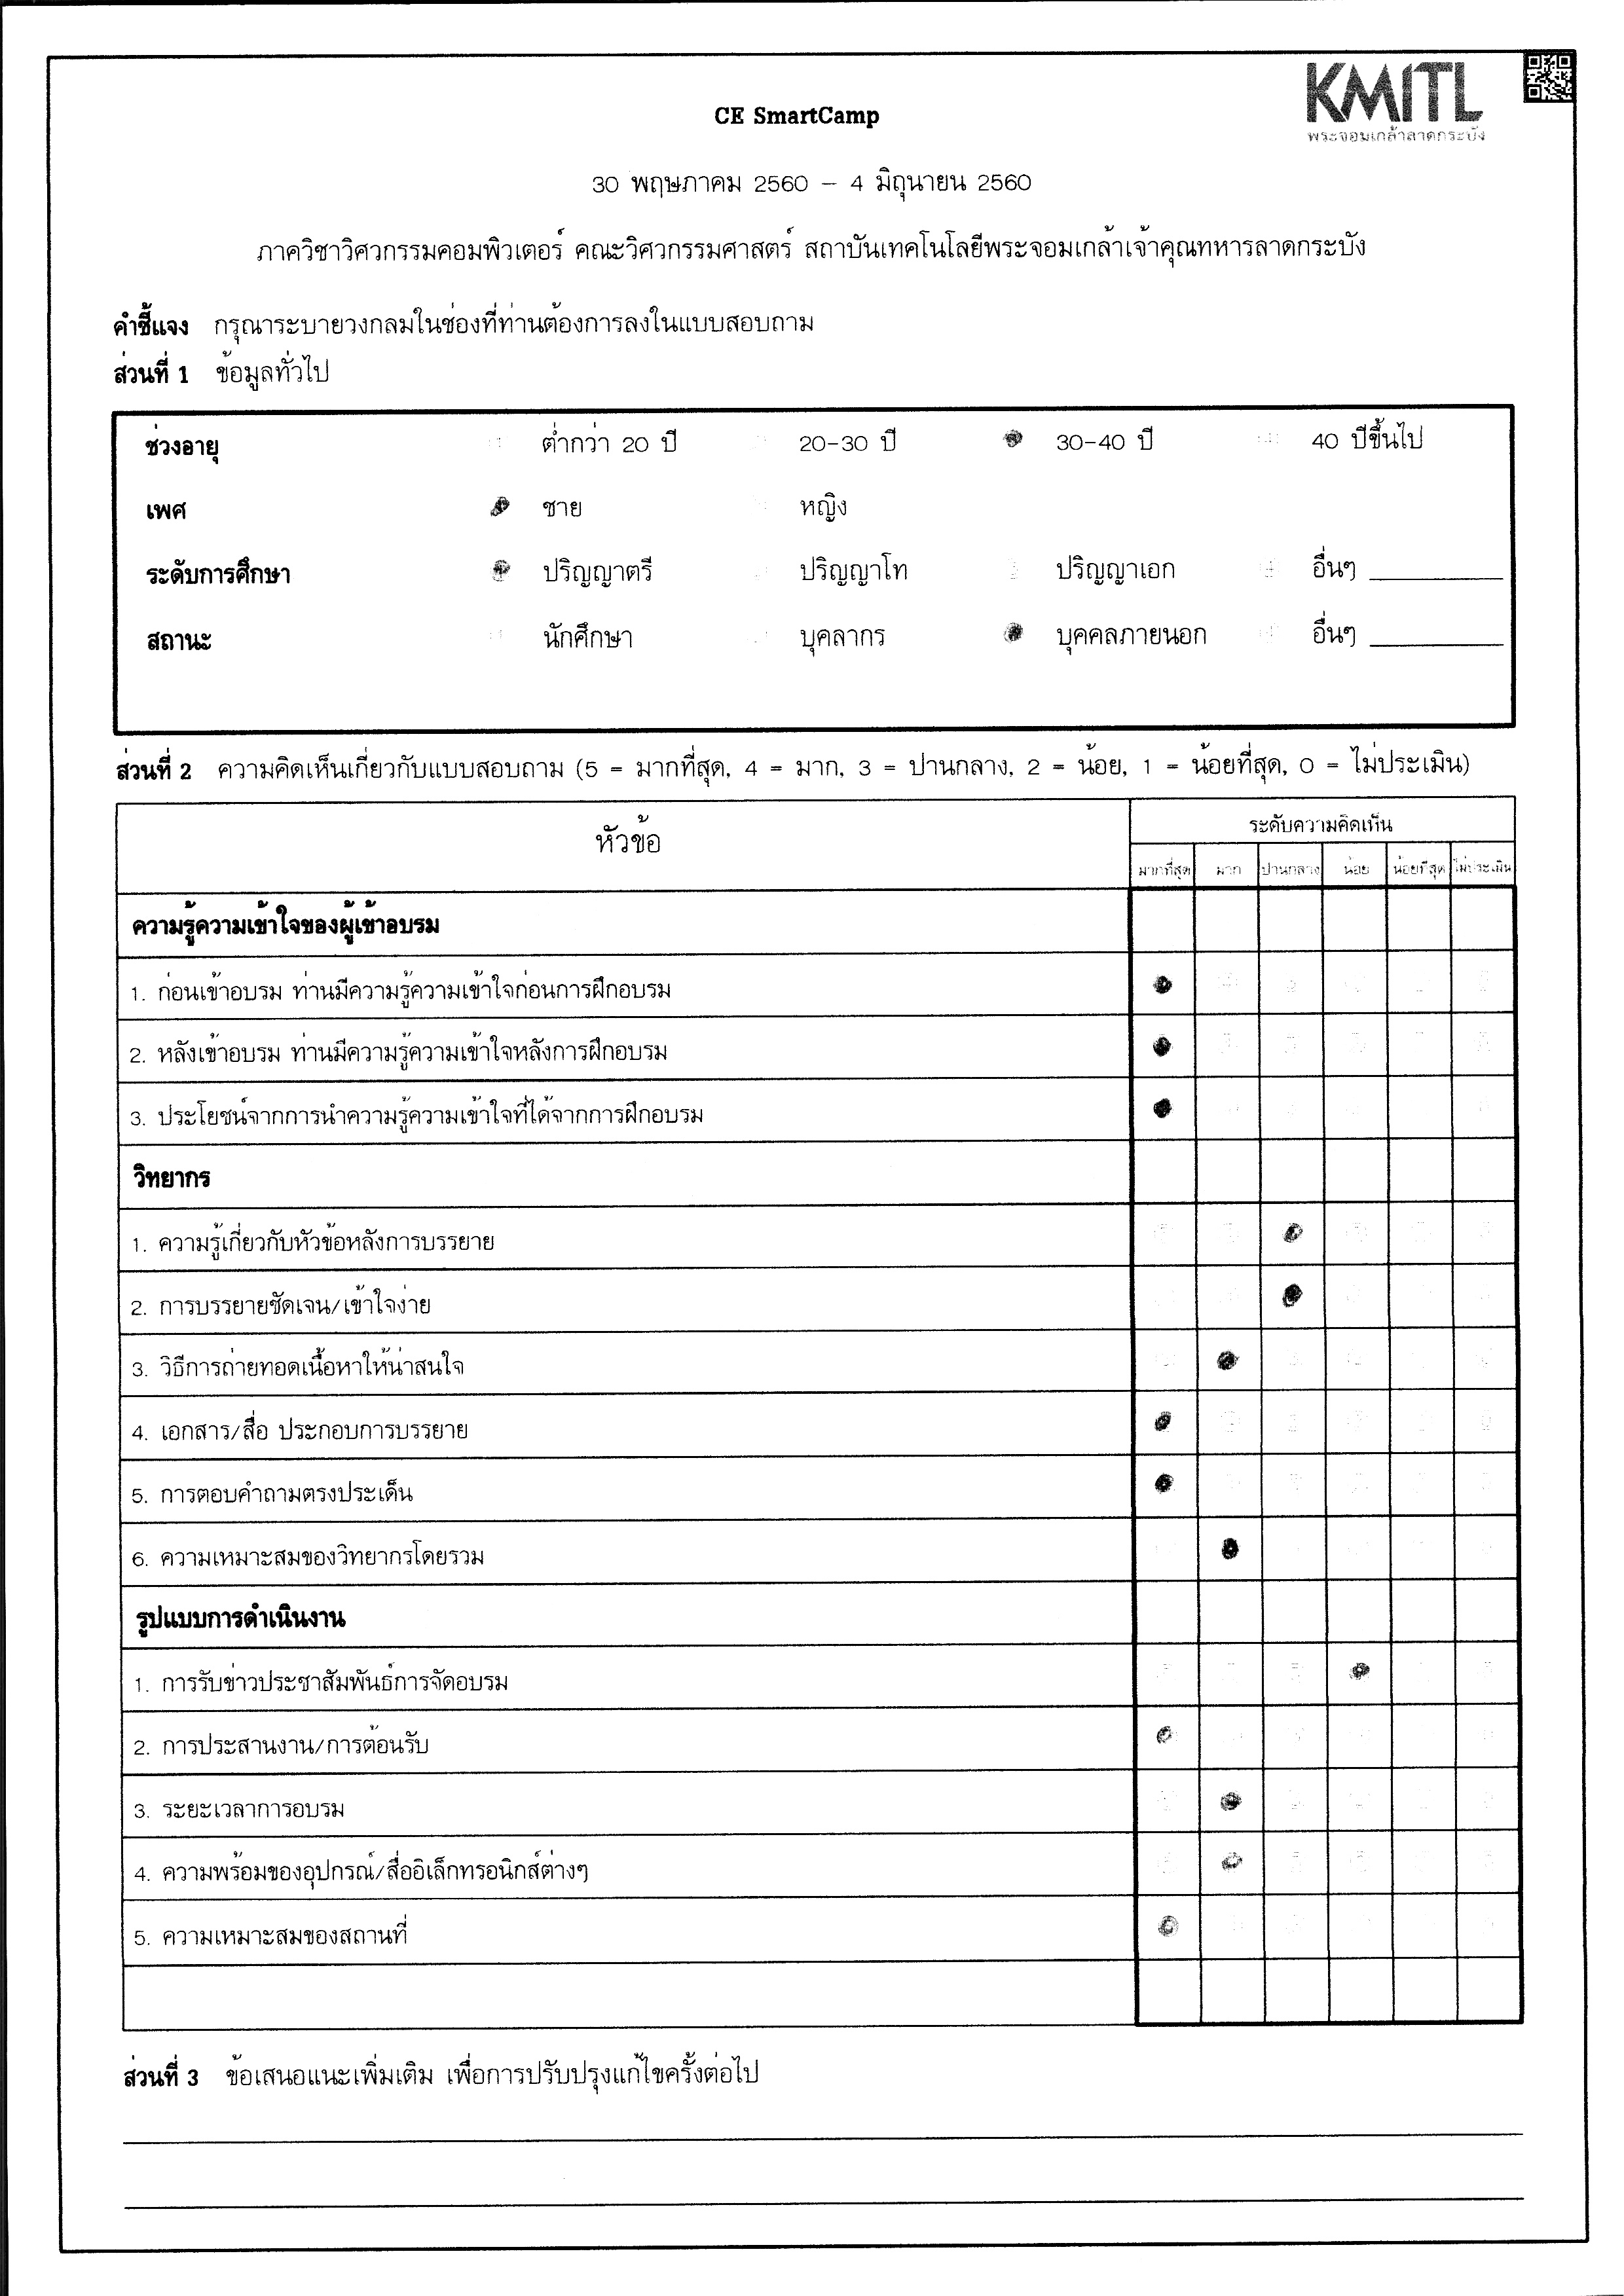 KMITL
พระจอมเกล้าลาดกระบัง
CE SmartCamp
30 พฤษภาคม 2560 – 4 มิถุนายน 2560
ภาควิชาวิศวกรรมคอมพิวเตอร์ คณะวิศวกรรมศาสตร์ สถาบันเทคโนโลยีพระจอมเกล้าเจ้าคุณทหารลาดกระบัง
คำชี้แจง กรุณาระบายวงกลมในช่องที่ท่านต้องการลงในแบบสอบถาม
ส่วนที่ 1 ข้อมูลทั่วไป
ช่วงอายุ ต่ำกว่า 20 ปี 20-30 ปี 30-40 ปี 40 ปีขึ้นไป
เพศ ชาย หญิง
ระดับการศึกษา ปริญญาตรี ปริญญาโท ปริญญาเอก อื่นๆ
สถานะ นักศึกษา บุคลากร บุคคลภายนอก อื่นๆ
ส่วนที่ 2 ความคิดเห็นเกี่ยวกับแบบสอบถาม (5 = มากที่สุด, 4 = มาก, 3 = ปานกลาง, 2 = น้อย, 1 = น้อยที่สุด, 0 = ไม่ประเมิน)
หัวข้อ ระดับความคิดเห็น
มากที่สุด มาก ปานกลาง น้อย น้อยที่สุด ไม่ประเมิน
ความรู้ความเข้าใจของผู้เข้าอบรม
1. ก่อนเข้าอบรม ท่านมีความรู้ความเข้าใจก่อนการฝึกอบรม
2. หลังเข้าอบรม ท่านมีความรู้ความเข้าใจหลังการฝึกอบรม
3. ประโยชน์จากการนำความรู้ความเข้าใจที่ได้จากการฝึกอบรม
วิทยากร
1. ความรู้เกี่ยวกับหัวข้อหลังการบรรยาย
2. การบรรยายชัดเจน/เข้าใจง่าย
3. วิธีการถ่ายทอดเนื้อหาให้น่าสนใจ
4. เอกสาร/สื่อ ประกอบการบรรยาย
5. การตอบคำถามตรงประเด็น
6. ความเหมาะสมของวิทยากรโดยรวม
รูปแบบการดำเนินงาน
1. การรับข่าวประชาสัมพันธ์การจัดอบรม
2. การประสานงาน/การต้อนรับ
3. ระยะเวลาการอบรม
4. ความพร้อมของอุปกรณ์/สื่ออิเล็กทรอนิกส์ต่างๆ
5. ความเหมาะสมของสถานที่
ส่วนที่ 3 ข้อเสนอแนะเพิ่มเติม เพื่อการปรับปรุงแก้ไขครั้งต่อไป